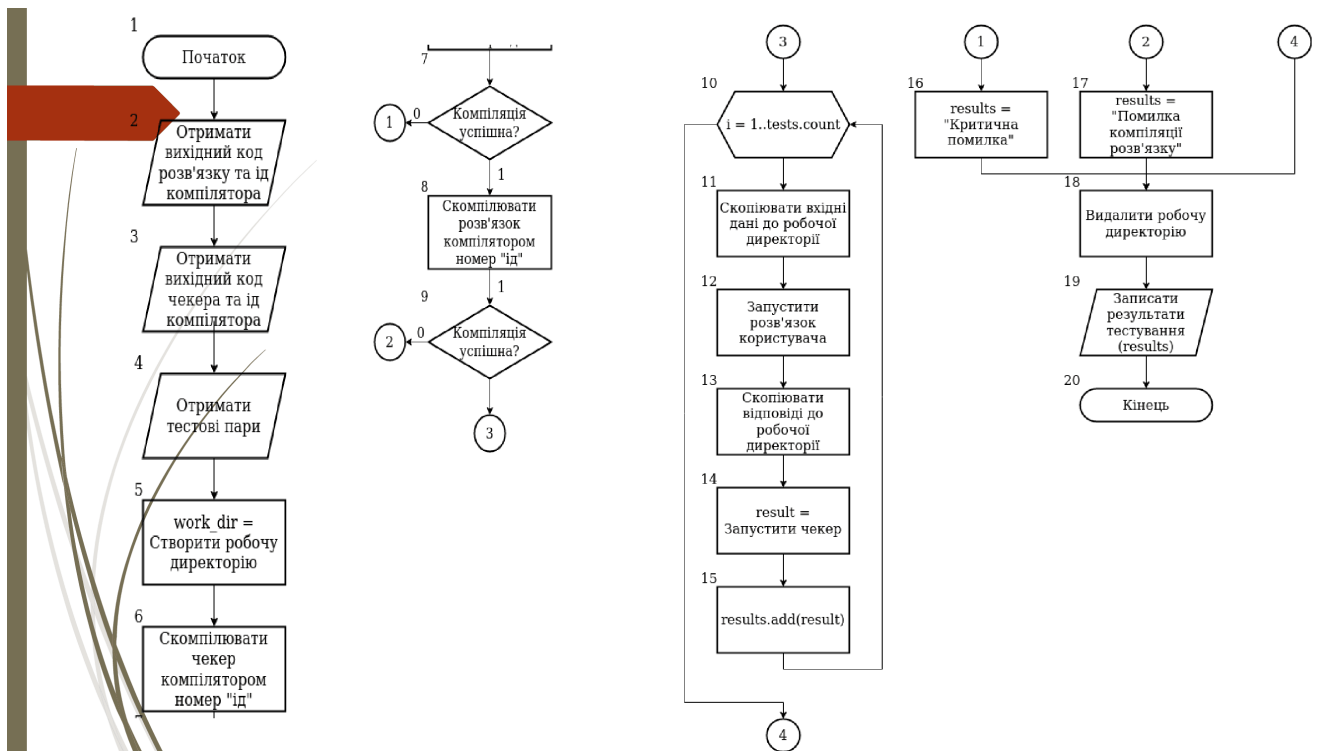 1
Початок
2
Отримати
вихідний код
розв'язку та ід
компілятора
3
Отримати
вихідний код
чекера та ід
компілятора
4
Отримати
тестові пари
5
work_dir =
Створити робочу
директорію
6
Скомпілювати
чекер
компілятором
номер "ід"
7
Компіляція
успішна?
0
1
1
8
Скомпілювати
розв'язок
компілятором
номер "ід"
1
9
Компіляція
успішна?
0
2
3
3
10
i = 1..tests.count
11
Скопіювати вхідні
дані до робочої
директорії
12
Запустити
розв'язок
користувача
13
Скопіювати
відповіді до
робочої
директорії
14
result =
Запустити чекер
15
results.add(result)
4
1
16
results =
"Критична
помилка"
2
17
results =
"Помилка
компіляції
розв'язку"
4
18
Видалити робочу
директорію
19
Записати
результати
тестування
(results)
20
Кінець